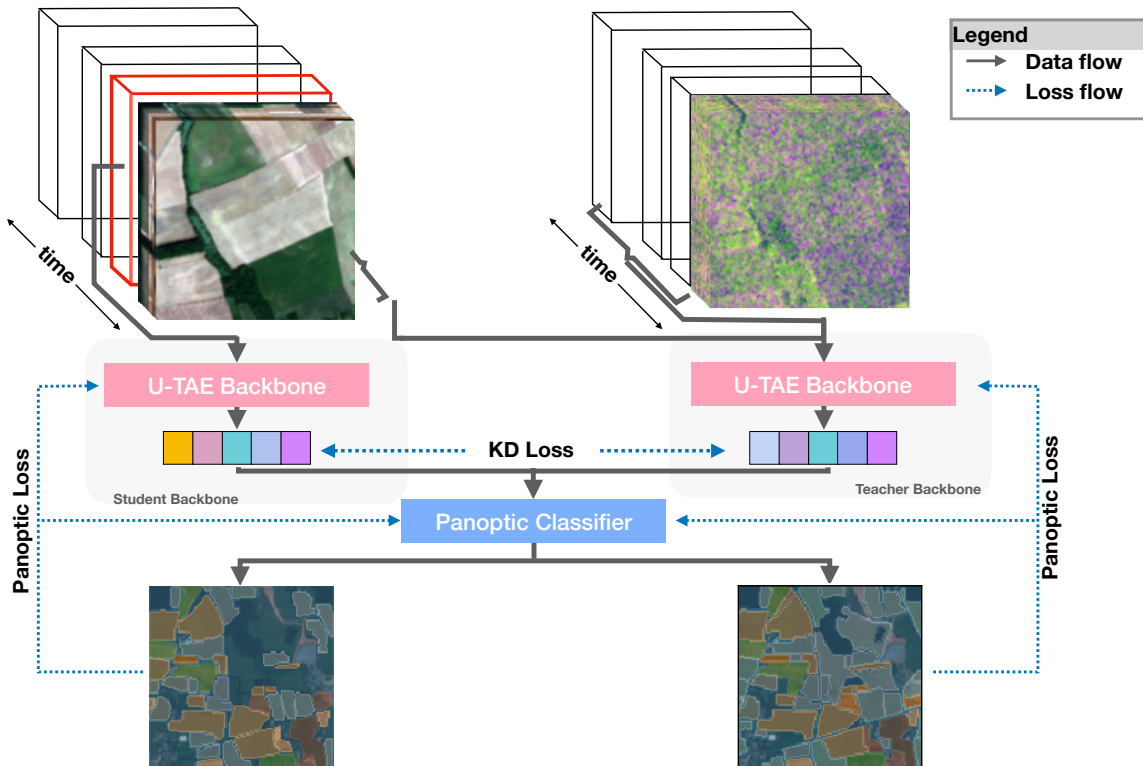 Legend
Data flow
Loss flow
time
time
U-TAE Backbone
U-TAE Backbone
KD Loss
Student Backbone
Teacher Backbone
Panoptic Loss
Panoptic Loss
Panoptic Classifier